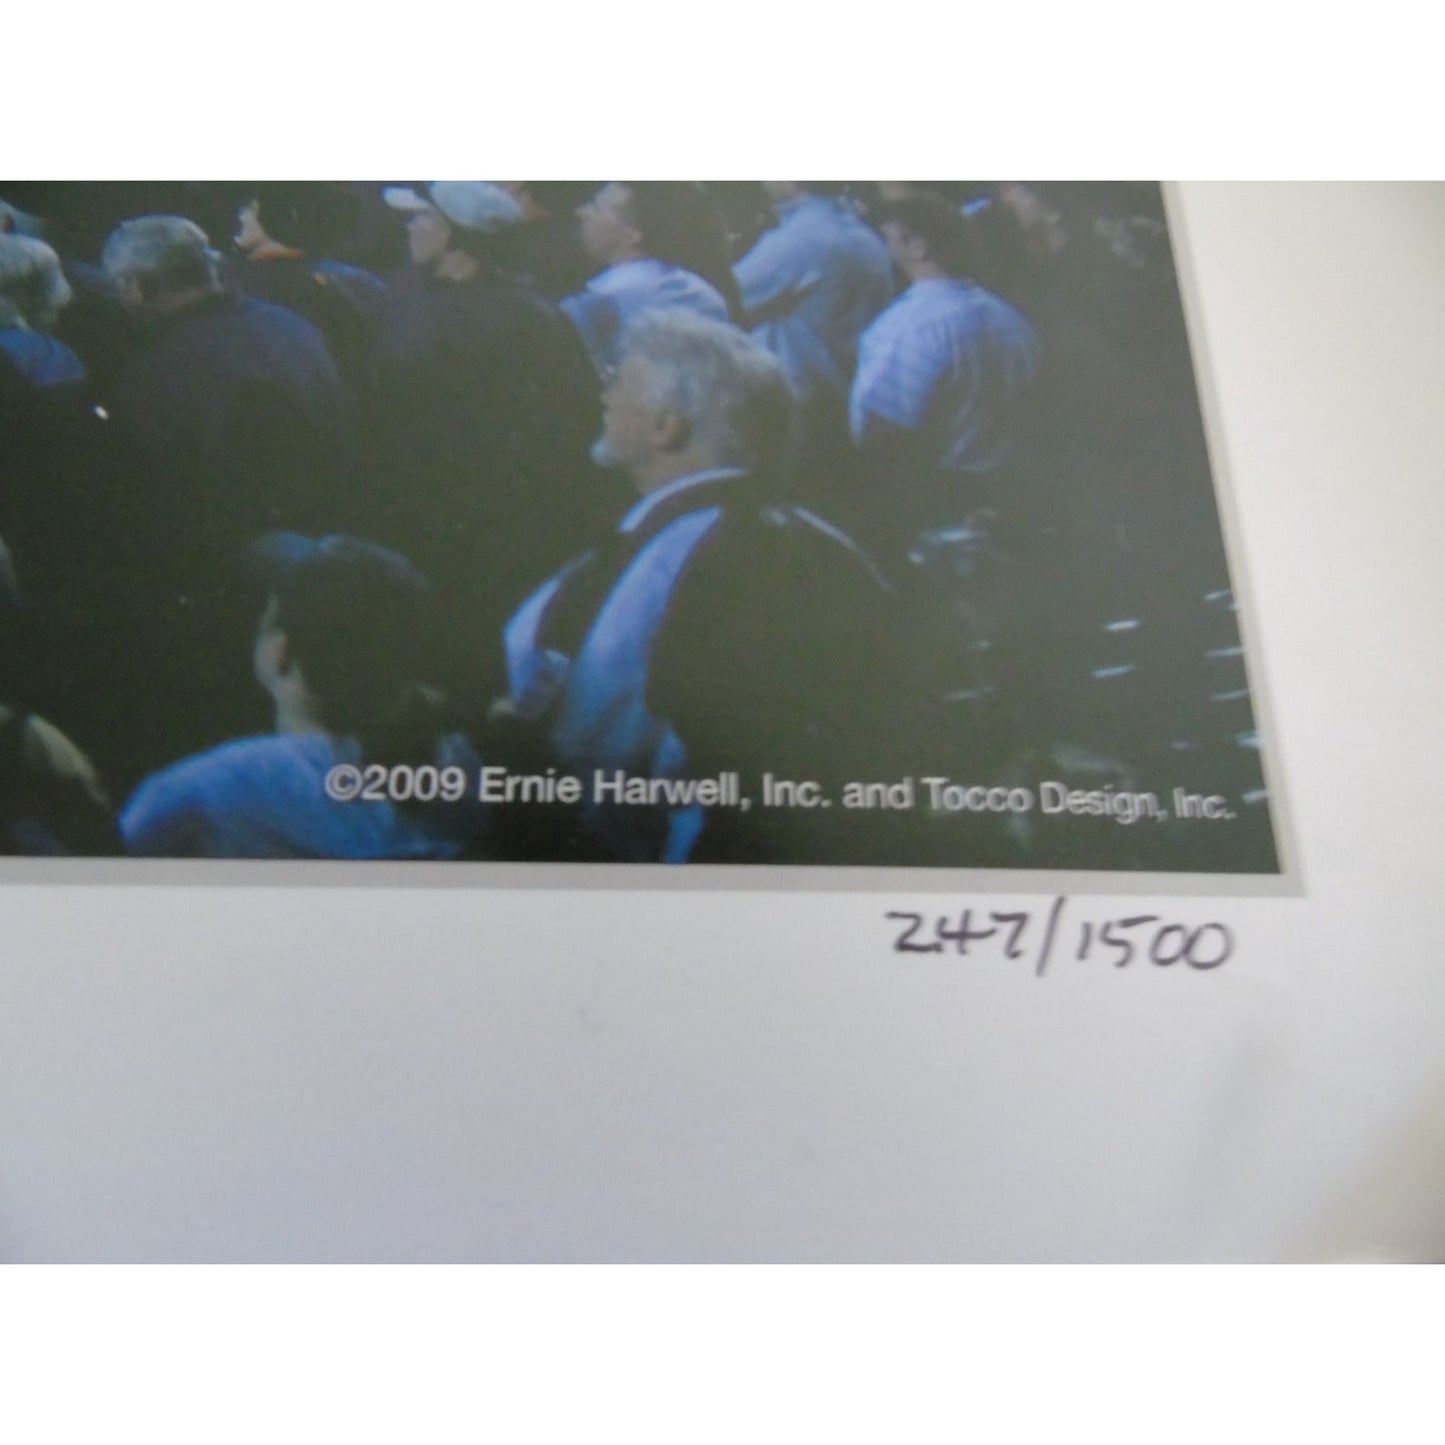 ©2009 Ernie Harwell, Inc. and Tocco Design, Inc.
247/1500